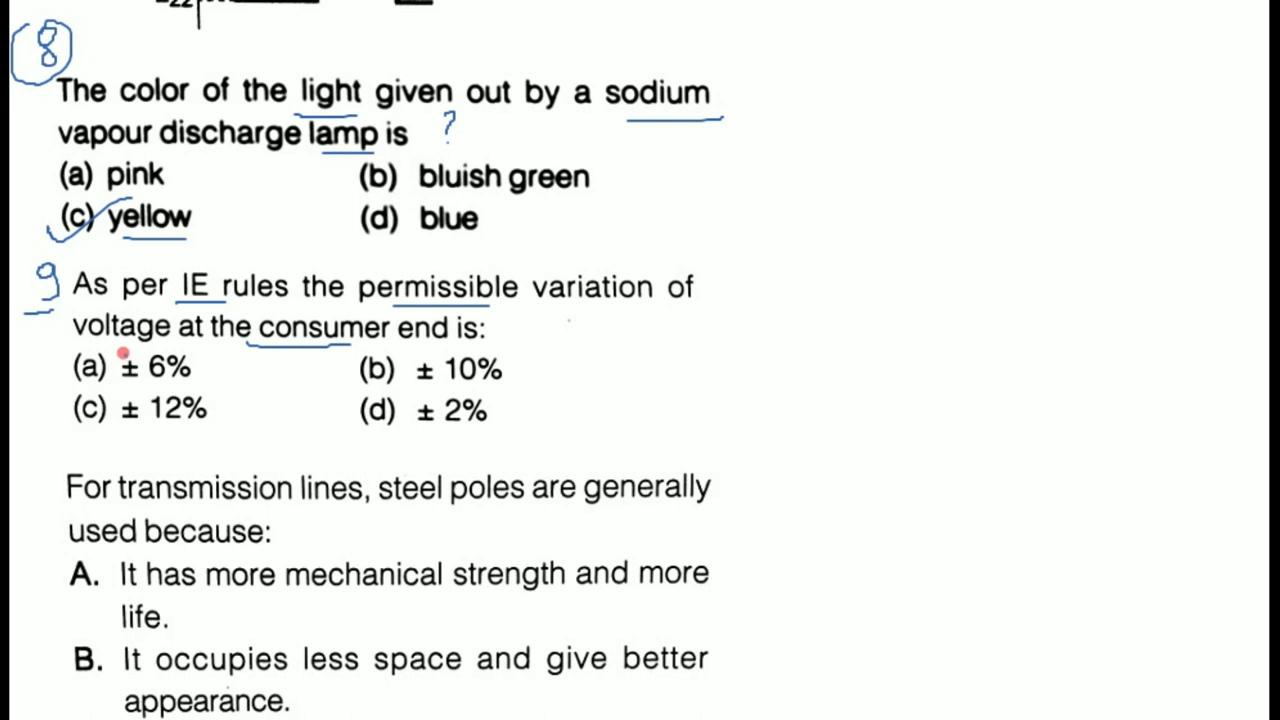 -22
8
The color of the light given out by a sodium
vapour discharge lamp is ?
(a) pink (b) bluish green
(c) yellow (d) blue
9 As per IE rules the permissible variation of
voltage at the consumer end is:
(a) ± 6% (b) ± 10%
(c) ± 12% (d) ± 2%
For transmission lines, steel poles are generally
used because:
A. It has more mechanical strength and more
life.
B. It occupies less space and give better
appearance.